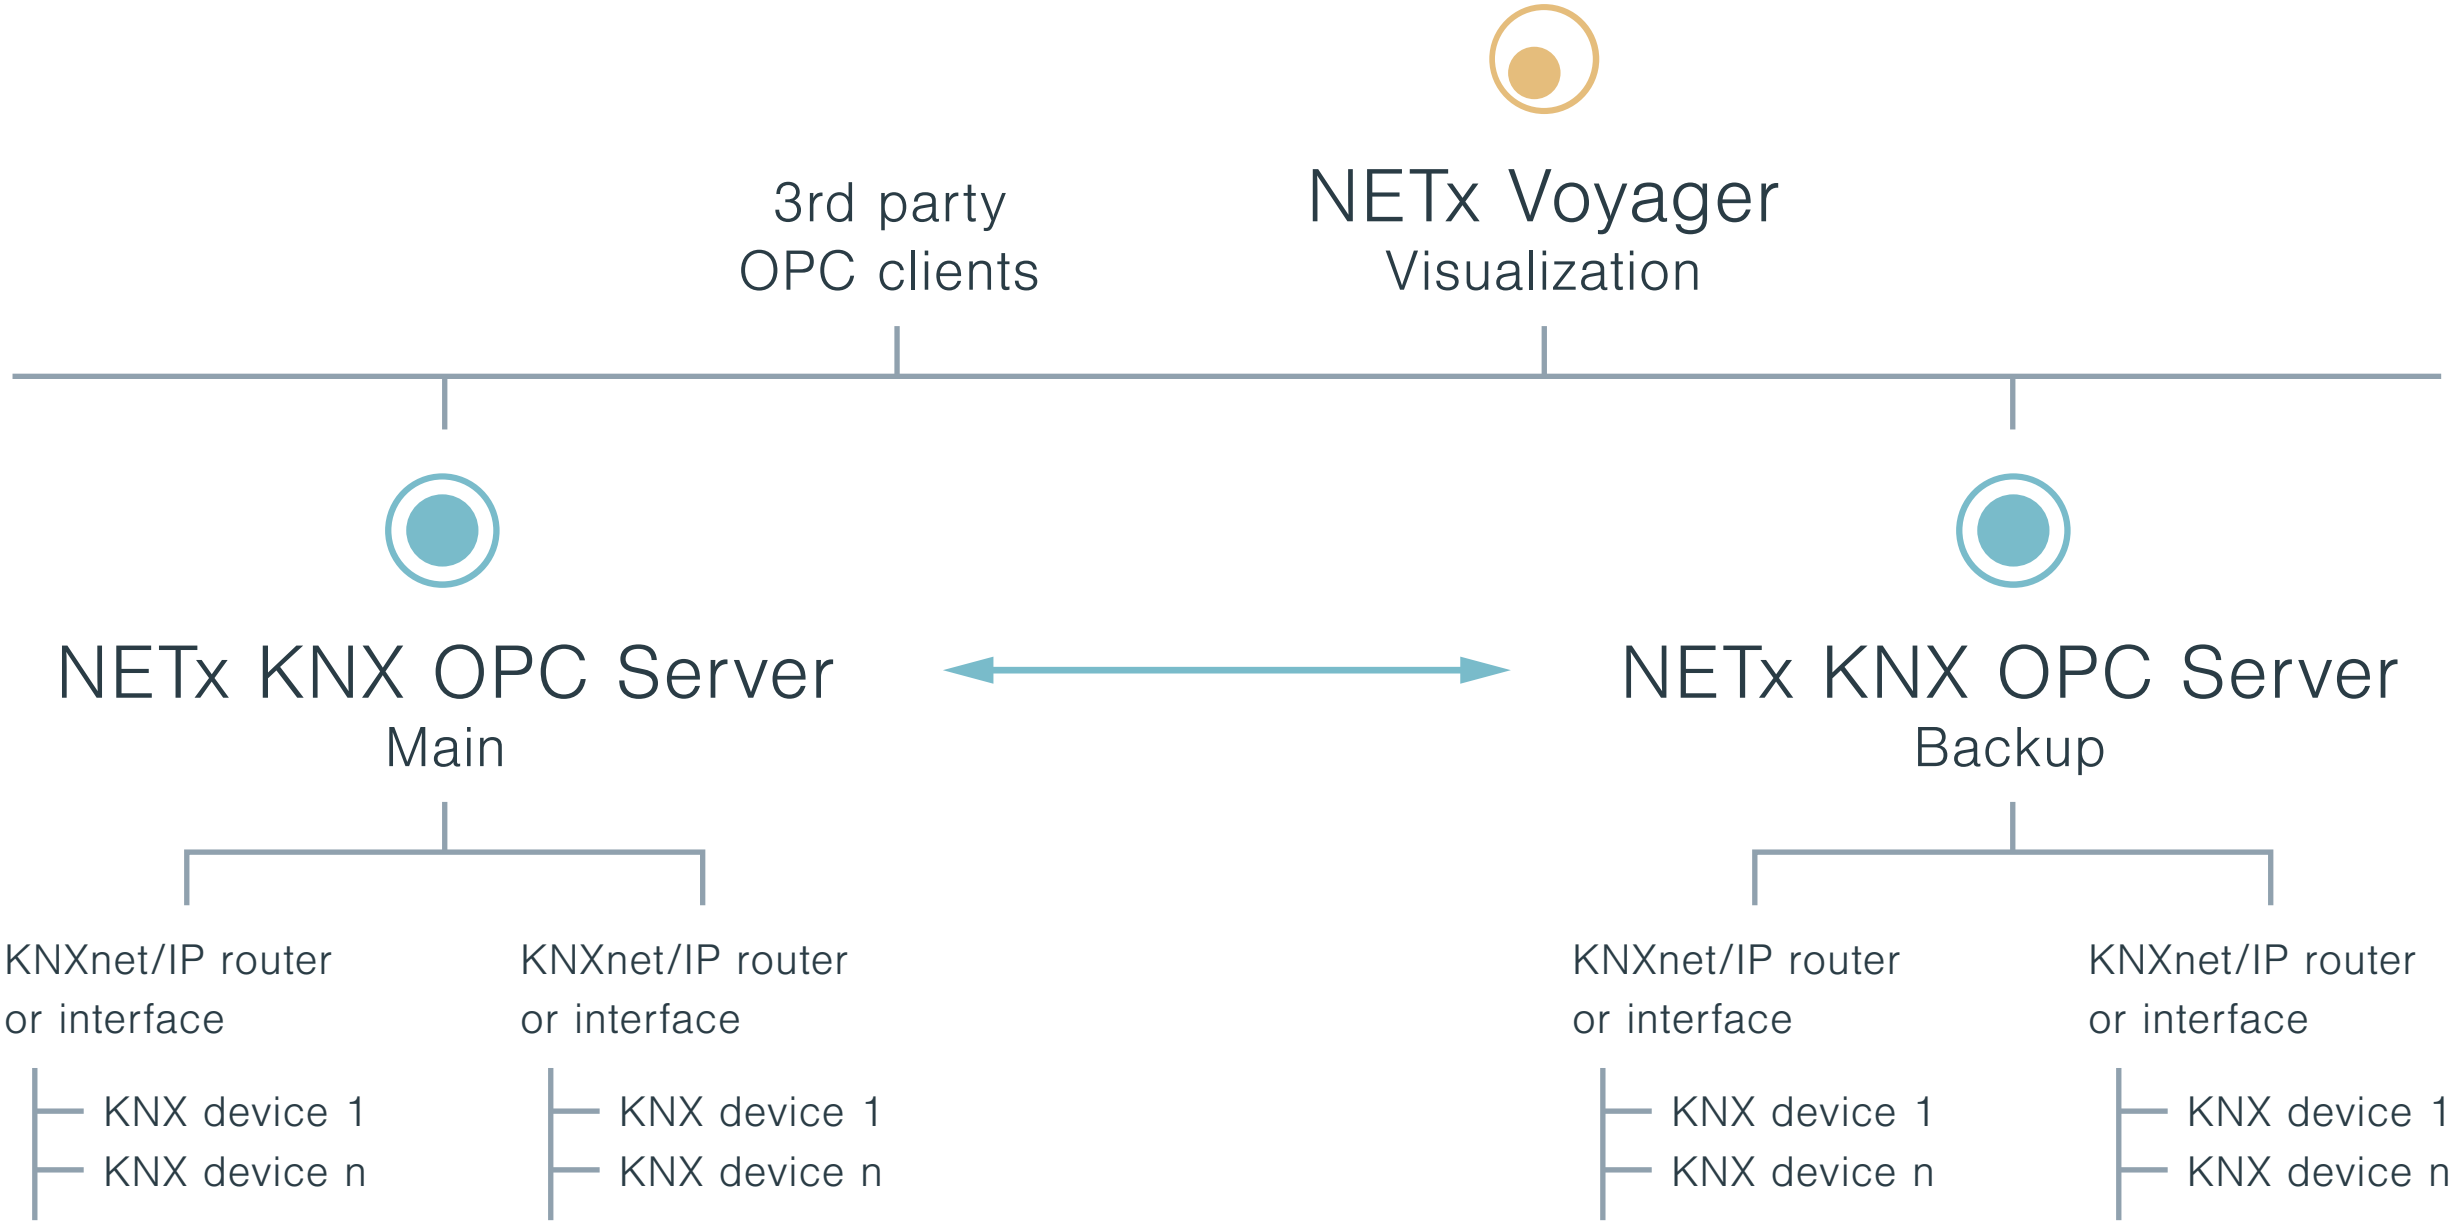 3rd party
OPC clients
NETx Voyager
Visualization
NETx KNX OPC Server
Main
NETx KNX OPC Server
Backup
KNXnet/IP router
or interface
KNX device 1
KNX device n
KNXnet/IP router
or interface
KNX device 1
KNX device n
KNXnet/IP router
or interface
KNX device 1
KNX device n
KNXnet/IP router
or interface
KNX device 1
KNX device n